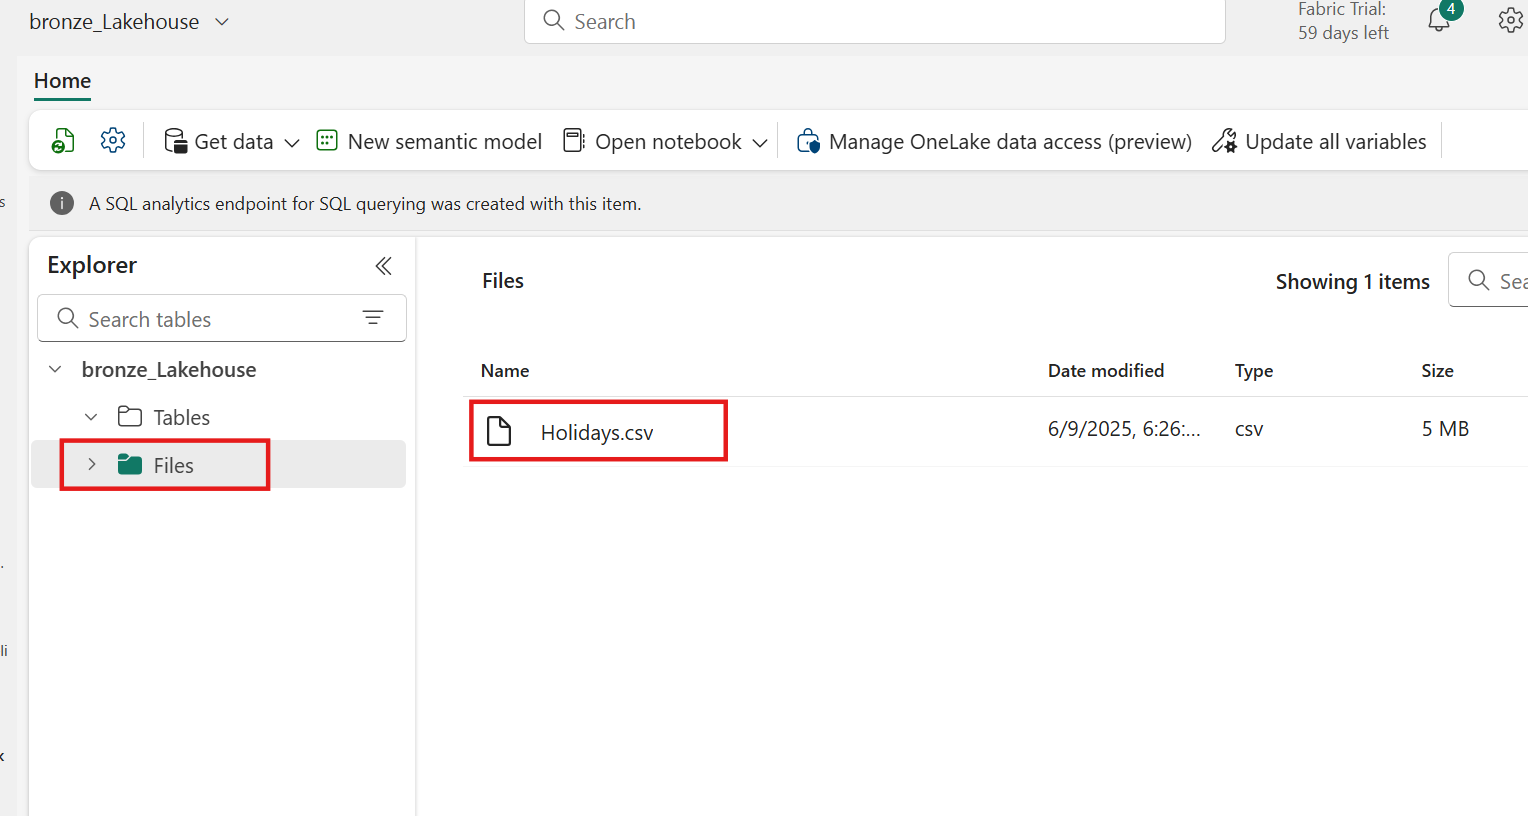 bronze_Lakehouse
Search
Fabric Trial:
59 days left
4
Home
Get data
New semantic model
Open notebook
Manage OneLake data access (preview)
Update all variables
A SQL analytics endpoint for SQL querying was created with this item.
Explorer
Search tables
bronze_Lakehouse
Tables
Files
Files
Showing 1 items
Name Date modified Type Size
Holidays.csv 6/9/2025, 6:26:... csv 5 MB